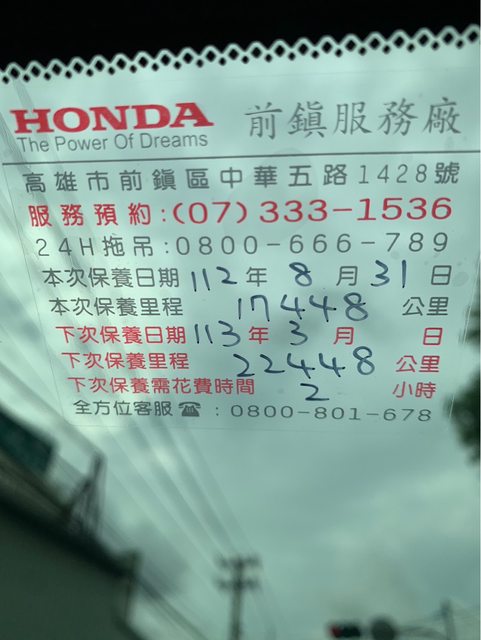 HONDA
The Power Of Dreams
前鎮服務廠
高雄市前鎮區中華五路1428號
服務預約:(07)333-1536
24H拖吊:0800-666-789
本次保養日期 112 年 8 月 31 日
本次保養里程 17448 公里
下次保養日期 113 年 3 月 日
下次保養里程 22448 公里
下次保養需花費時間 2 小時
全方位客服☎:0800-801-678